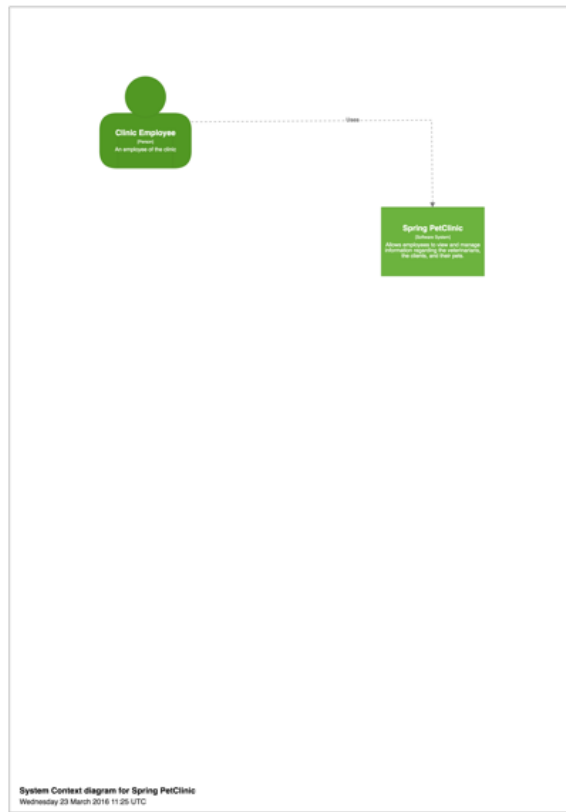 Clinic Employee
[Person]
An employee of the clinic
Uses
Spring PetClinic
[Software System]
Allows employees to view and manage
information regarding the veterinarians,
the clients, and their pets.
System Context diagram for Spring PetClinic
Wednesday 23 March 2016 11:25 UTC